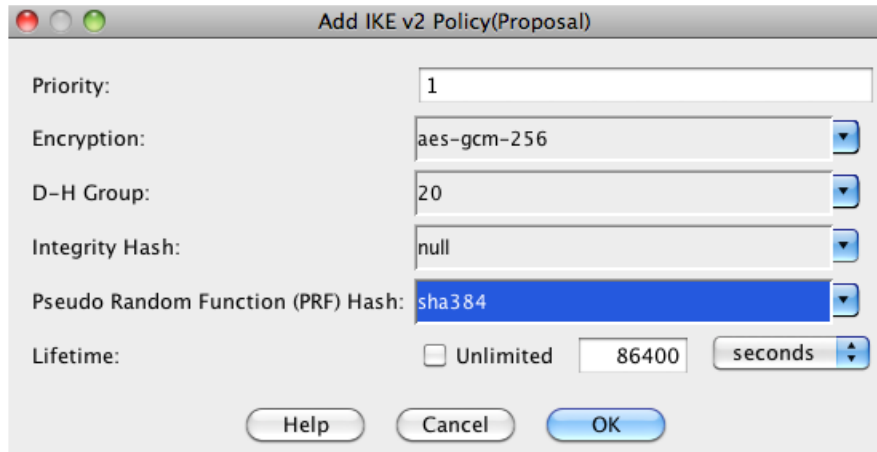 Add IKE v2 Policy(Proposal)
Priority: 1
Encryption: aes-gcm-256
D-H Group: 20
Integrity Hash: null
Pseudo Random Function (PRF) Hash: sha384
Lifetime: Unlimited 86400 seconds
Help Cancel OK